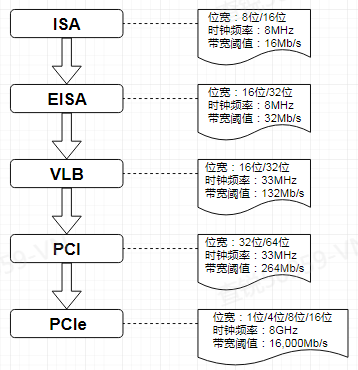 ISA
位宽：8位/16位
时钟频率：8MHz
带宽阈值：16Mb/s
EISA
位宽：16位/32位
时钟频率：8MHz
带宽阈值：32Mb/s
VLB
位宽：16位/32位
时钟频率：33MHz
带宽阈值：132Mb/s
PCI
位宽：32位/64位
时钟频率：33MHz
带宽阈值：264Mb/s
PCIe
位宽：1位/4位/8位/16位
时钟频率：8GHz
带宽阈值：16,000Mb/s